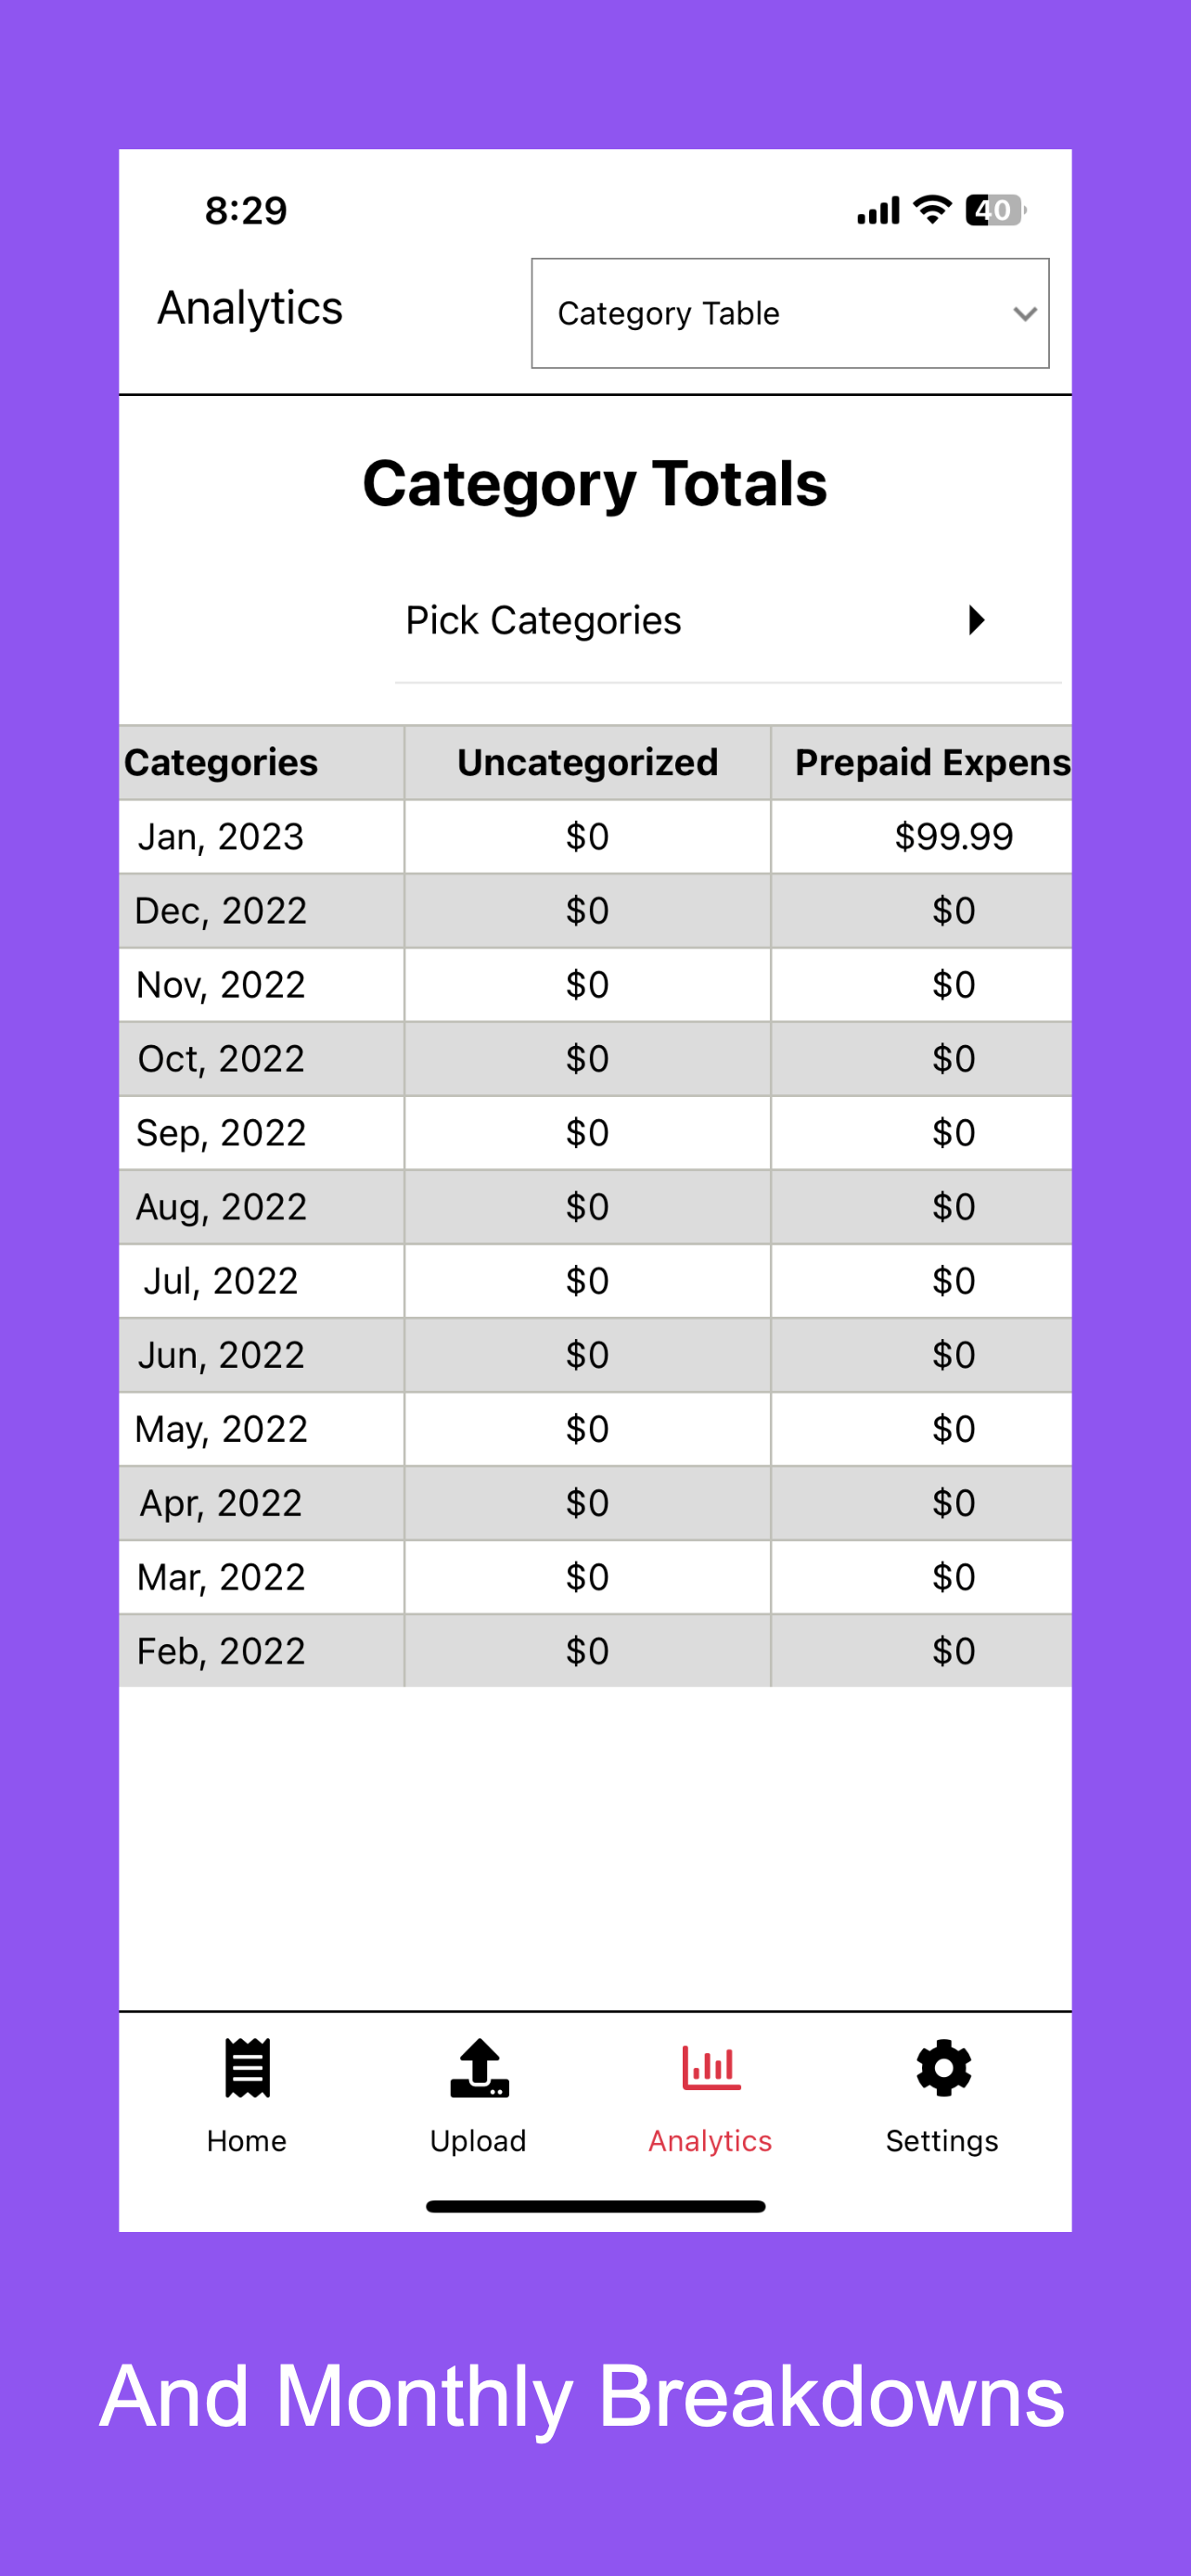 8:29
40
Analytics
Category Table
Category Totals
Pick Categories
Categories Uncategorized Prepaid Expens
Jan, 2023 $0 $99.99
Dec, 2022 $0 $0
Nov, 2022 $0 $0
Oct, 2022 $0 $0
Sep, 2022 $0 $0
Aug, 2022 $0 $0
Jul, 2022 $0 $0
Jun, 2022 $0 $0
May, 2022 $0 $0
Apr, 2022 $0 $0
Mar, 2022 $0 $0
Feb, 2022 $0 $0
Home Upload Analytics Settings
And Monthly Breakdowns